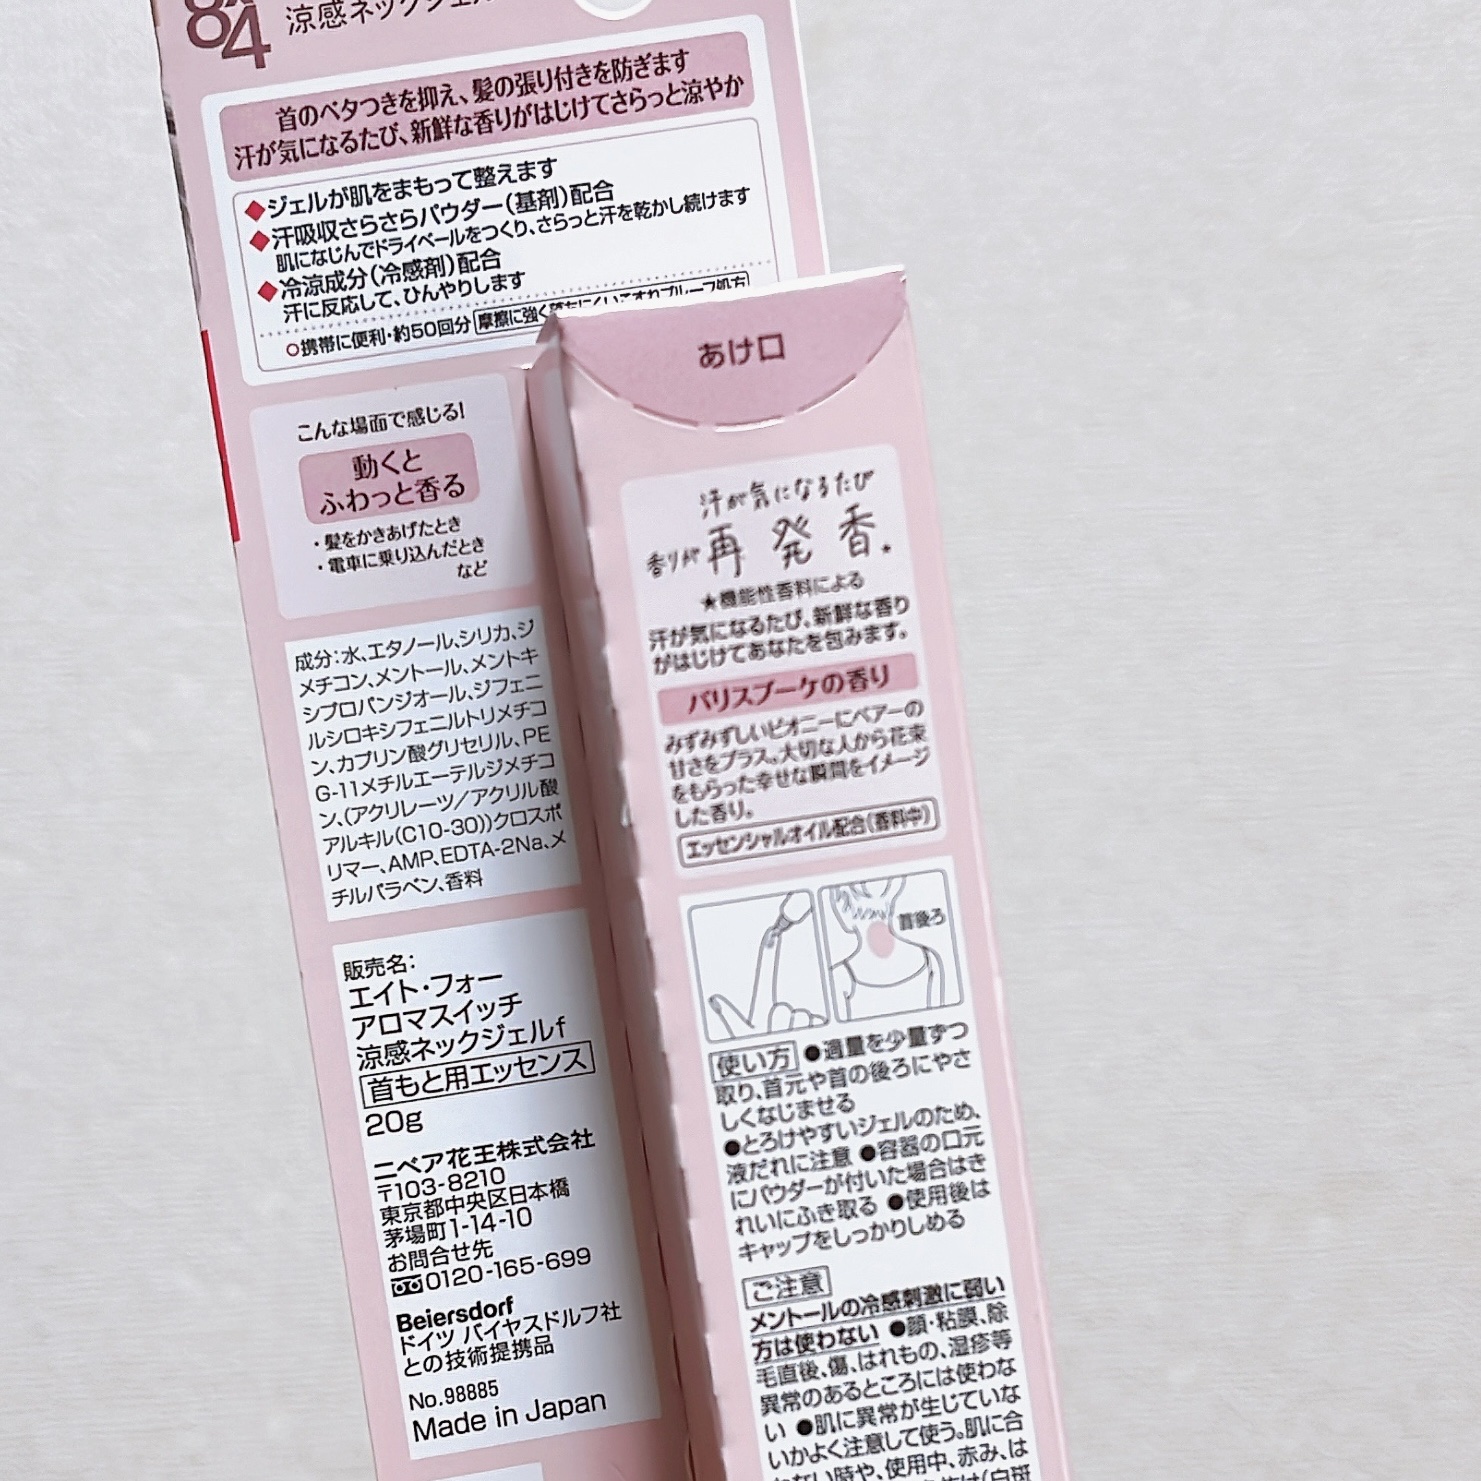 8x4
涼感ネックジェル
首のベタつきを抑え、髪の張り付きを防ぎます
汗が気になるたび、新鮮な香りがはじけてさらっと涼やか
◆ジェルが肌をまもって整えます
◆汗吸収さらさらパウダー(基剤)配合
肌になじんでドライベールをつくり、さらっと汗を乾かし続けます
◆冷涼成分(冷感剤)配合
汗に反応して、ひんやりします
○携帯に便利・約50回分 摩擦に強く落ちにくいこすれプルーフ処方
こんな場面で感じる!
動くと
ふわっと香る
・髪をかきあげたとき
・電車に乗り込んだとき
など
成分:水、エタノール、シリカ、ジ
メチコン、メントール、メントキ
シプロパンジオール、ジフェニ
ルシロキシフェニルトリメチコ
ン、カプリン酸グリセリル、PE
G-11メチルエーテルジメチコ
ン、(アクリレーツ/アクリル酸
アルキル(C10-30))クロスポ
リマー、AMP、EDTA-2Na、メ
チルパラベン、香料
販売名:
エイト・フォー
アロマスイッチ
涼感ネックジェルf
首もと用エッセンス
20g
ニベア花王株式会社
〒103-8210
東京都中央区日本橋
茅場町1-14-10
お問合せ先
0120-165-699
Beiersdorf
ドイツ バイヤスドルフ社
との技術提携品
No.98885
Made in Japan
あけ口
汗が気になるたび
香りが再発香★
★機能性香料による
汗が気になるたび、新鮮な香り
がはじけてあなたを包みます。
パリスブーケの香り
みずみずしいピオニーにペアーの
甘さをプラス。大切な人から花束
をもらった幸せな瞬間をイメージ
した香り。
エッセンシャルオイル配合(香料中)
首後ろ
使い方 ●適量を少量ずつ
取り、首元や首の後ろにやさ
しくなじませる
●とろけやすいジェルのため、
液だれに注意 ●容器の口元
にパウダーが付いた場合はき
れいにふき取る ●使用後は
キャップをしっかりしめる
ご注意
メントールの冷感刺激に弱い
方は使わない ●顔・粘膜、除
毛直後、傷、はれもの、湿疹等
異常のあるところには使わな
い ●肌に異常が生じていな
いかよく注意して使う。肌に合
わない時や、使用中、赤み、は
(白斑